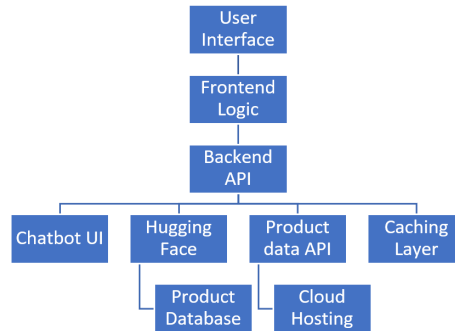 User
Interface
Frontend
Logic
Backend
API
Chatbot UI
Hugging
Face
Product
data API
Caching
Layer
Product
Database
Cloud
Hosting